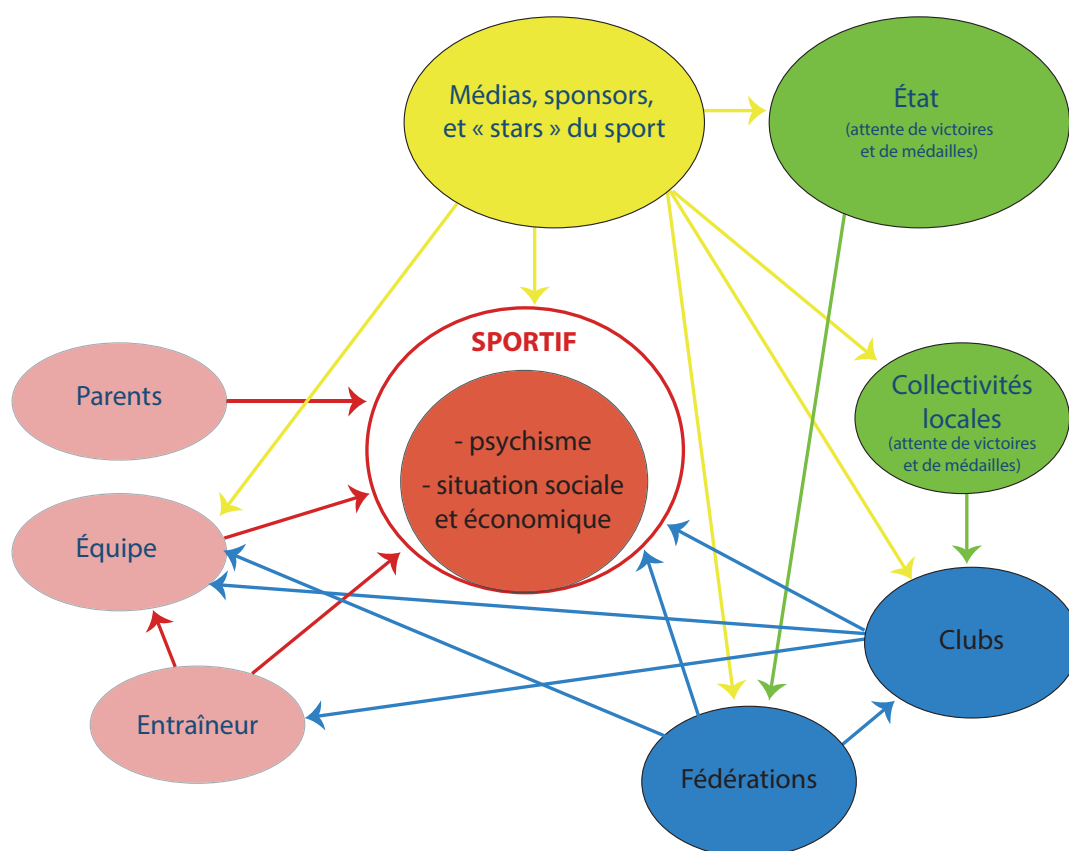 Médias, sponsors,
et « stars » du sport
État
(attente de victoires
et de médailles)
SPORTIF
Parents
- psychisme
- situation sociale
et économique
Collectivités
locales
(attente de victoires
et de médailles)
Équipe
Clubs
Entraîneur
Fédérations